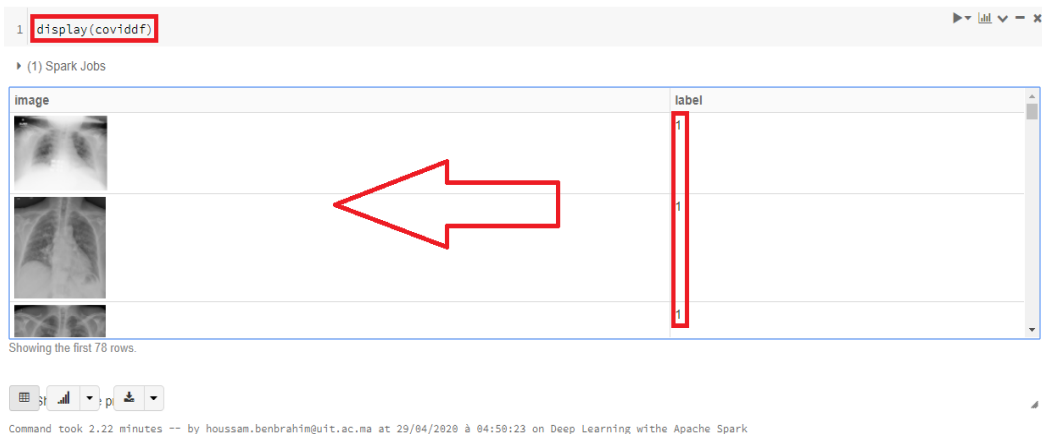 1 display(coviddf)
(1) Spark Jobs
image label
1
1
1
Showing the first 78 rows.
Command took 2.22 minutes -- by houssam.benbrahim@uit.ac.ma at 29/04/2020 à 04:50:23 on Deep Learning withe Apache Spark